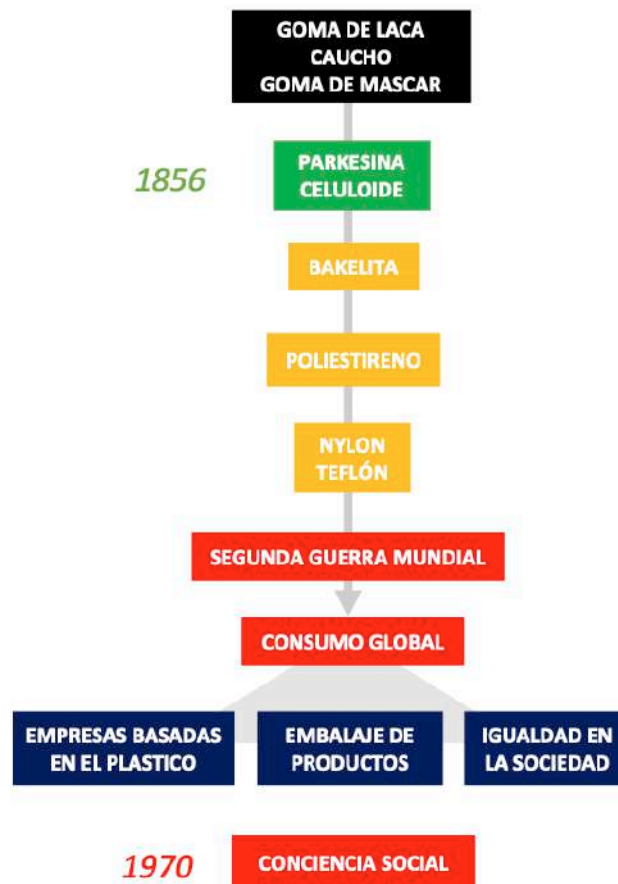 GOMA DE LACA
CAUCHO
GOMA DE MASCAR
1856
PARKESINA
CELULOIDE
BAKELITA
POLIESTIRENO
NYLON
TEFLÓN
SEGUNDA GUERRA MUNDIAL
CONSUMO GLOBAL
EMPRESAS BASADAS
EN EL PLASTICO
EMBALAJE DE
PRODUCTOS
IGUALDAD EN
LA SOCIEDAD
1970
CONCIENCIA SOCIAL